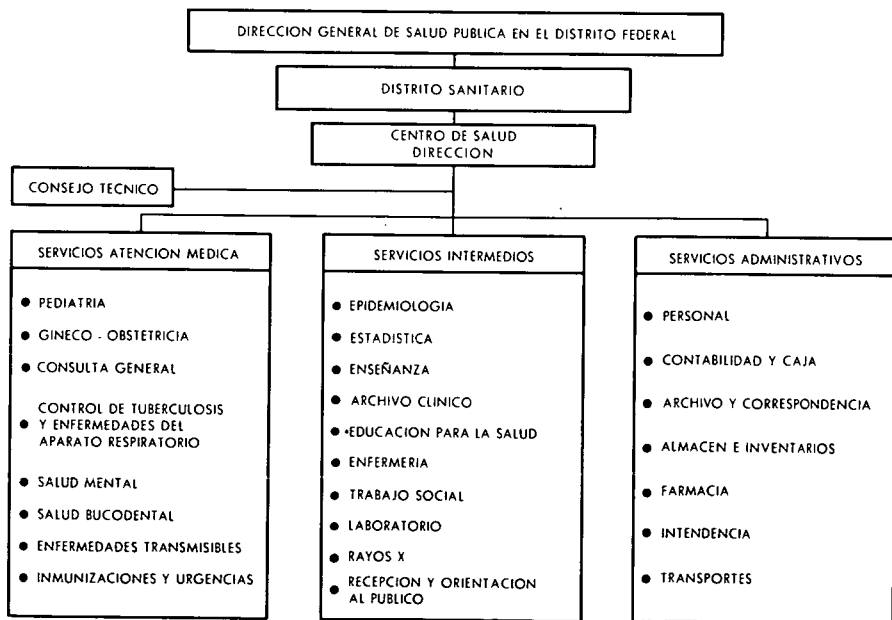 DIRECCION GENERAL DE SALUD PUBLICA EN EL DISTRITO FEDERAL
DISTRITO SANITARIO
CENTRO DE SALUD
DIRECCION
CONSEJO TECNICO
SERVICIOS ATENCION MEDICA
● PEDIATRIA
● GINECO - OBSTETRICIA
● CONSULTA GENERAL
● CONTROL DE TUBERCULOSIS
Y ENFERMEDADES DEL
APARATO RESPIRATORIO
● SALUD MENTAL
● SALUD BUCODENTAL
● ENFERMEDADES TRANSMISIBLES
● INMUNIZACIONES Y URGENCIAS
SERVICIOS INTERMEDIOS
● EPIDEMIOLOGIA
● ESTADISTICA
● ENSEÑANZA
● ARCHIVO CLINICO
● EDUCACION PARA LA SALUD
● ENFERMERIA
● TRABAJO SOCIAL
● LABORATORIO
● RAYOS X
● RECEPCION Y ORIENTACION
AL PUBLICO
SERVICIOS ADMINISTRATIVOS
● PERSONAL
● CONTABILIDAD Y CAJA
● ARCHIVO Y CORRESPONDENCIA
● ALMACEN E INVENTARIOS
● FARMACIA
● INTENDENCIA
● TRANSPORTES